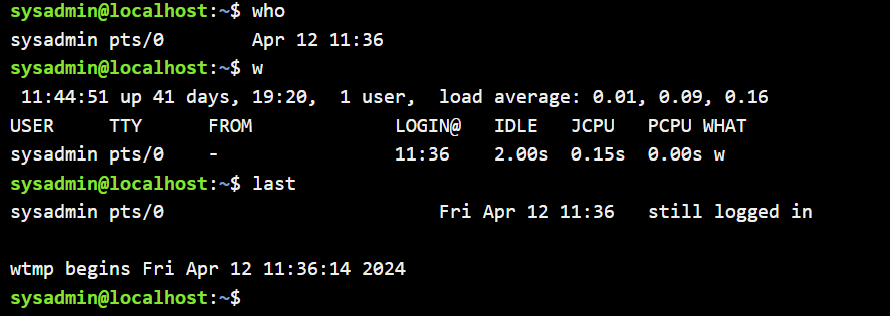 sysadmin@localhost:~$ who
sysadmin pts/0        Apr 12 11:36
sysadmin@localhost:~$ w
 11:44:51 up 41 days, 19:20,  1 user,  load average: 0.01, 0.09, 0.16
USER     TTY      FROM             LOGIN@   IDLE   JCPU   PCPU WHAT
sysadmin pts/0    -                11:36    2.00s  0.15s  0.00s w
sysadmin@localhost:~$ last
sysadmin pts/0                         Fri Apr 12 11:36   still logged in

wtmp begins Fri Apr 12 11:36:14 2024
sysadmin@localhost:~$